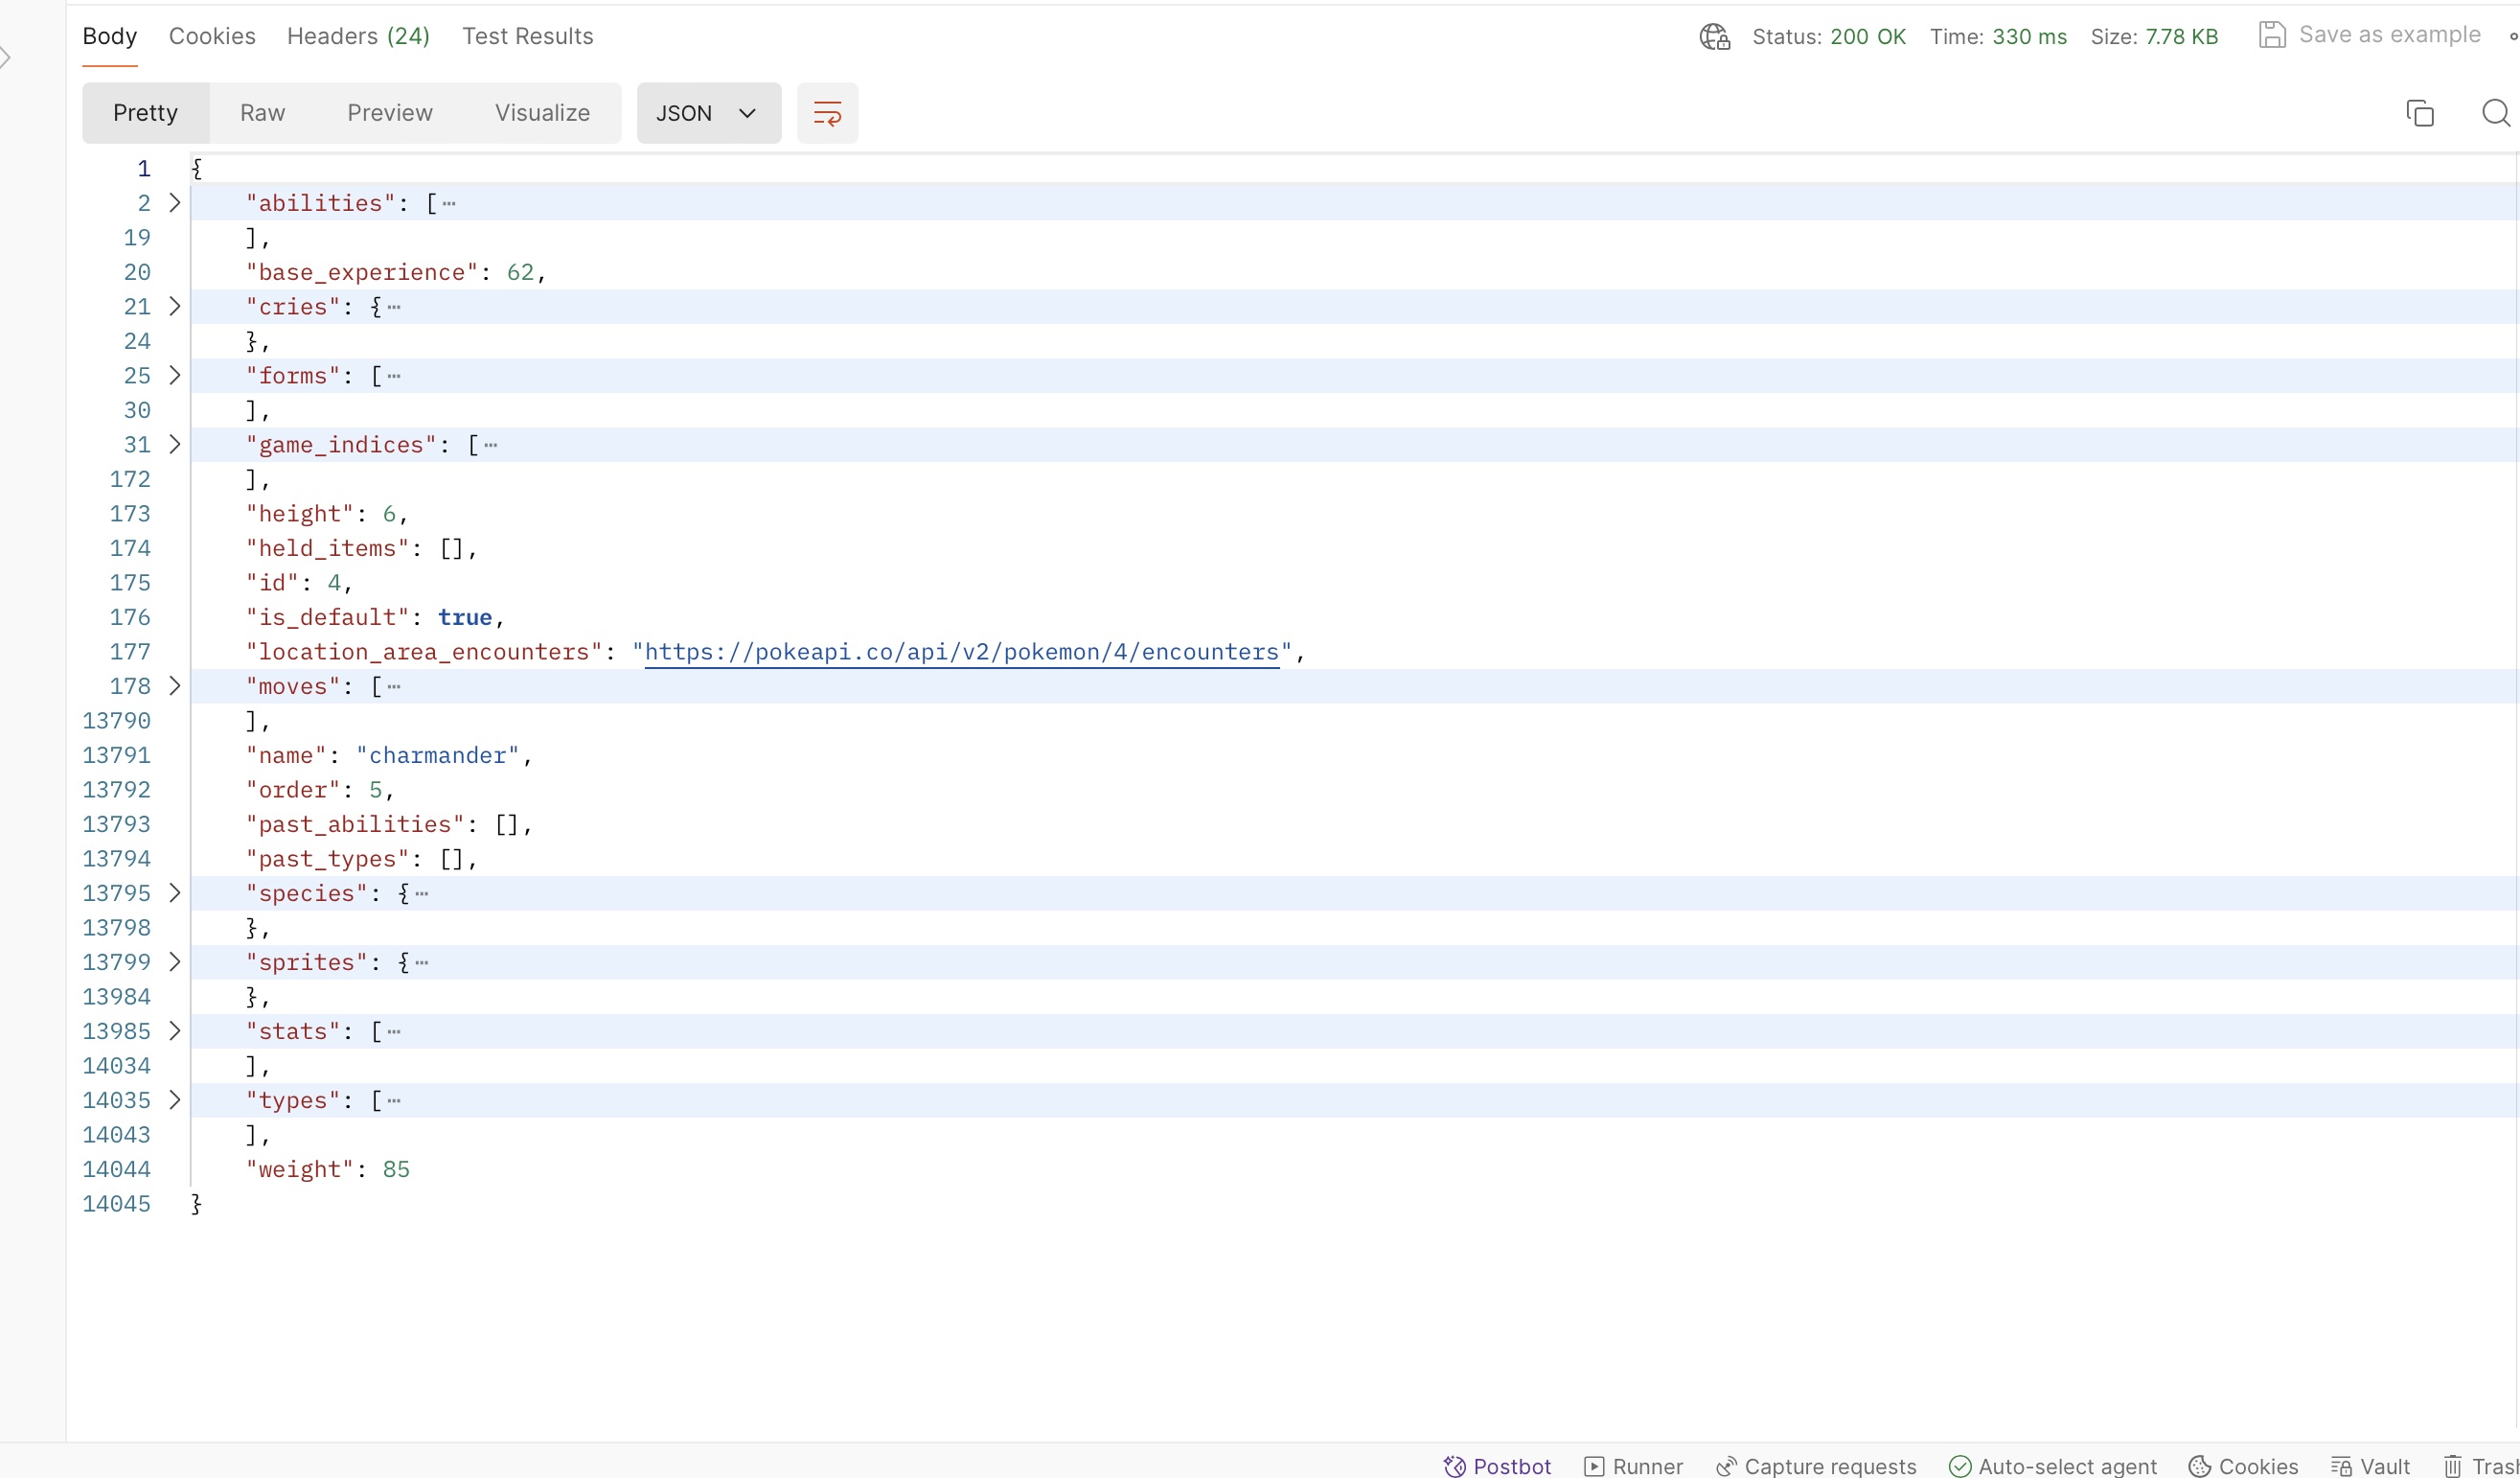 Body Cookies Headers (24) Test Results Status: 200 OK Time: 330 ms Size: 7.78 KB Save as example
Pretty Raw Preview Visualize JSON
1 {
2 "abilities": [⋯
19 ],
20 "base_experience": 62,
21 "cries": {⋯
24 },
25 "forms": [⋯
30 ],
31 "game_indices": [⋯
172 ],
173 "height": 6,
174 "held_items": [],
175 "id": 4,
176 "is_default": true,
177 "location_area_encounters": "https://pokeapi.co/api/v2/pokemon/4/encounters",
178 "moves": [⋯
13790 ],
13791 "name": "charmander",
13792 "order": 5,
13793 "past_abilities": [],
13794 "past_types": [],
13795 "species": {⋯
13798 },
13799 "sprites": {⋯
13984 },
13985 "stats": [⋯
14034 ],
14035 "types": [⋯
14043 ],
14044 "weight": 85
14045 }
Postbot Runner Capture requests Auto-select agent Cookies Vault Tras